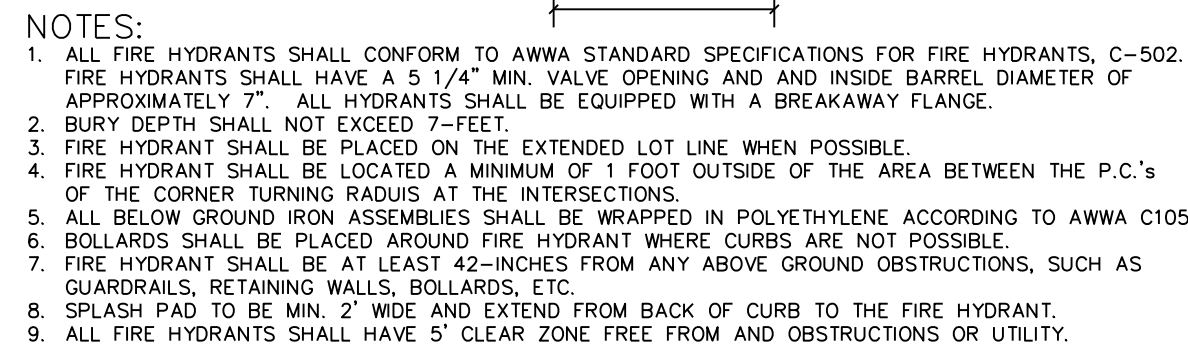 NOTES:
1. ALL FIRE HYDRANTS SHALL CONFORM TO AWWA STANDARD SPECIFICATIONS FOR FIRE HYDRANTS, C-502.
FIRE HYDRANTS SHALL HAVE A 5 1/4" MIN. VALVE OPENING AND AND INSIDE BARREL DIAMETER OF
APPROXIMATELY 7". ALL HYDRANTS SHALL BE EQUIPPED WITH A BREAKAWAY FLANGE.
2. BURY DEPTH SHALL NOT EXCEED 7-FEET.
3. FIRE HYDRANT SHALL BE PLACED ON THE EXTENDED LOT LINE WHEN POSSIBLE.
4. FIRE HYDRANT SHALL BE LOCATED A MINIMUM OF 1 FOOT OUTSIDE OF THE AREA BETWEEN THE P.C.'s
OF THE CORNER TURNING RADUIS AT THE INTERSECTIONS.
5. ALL BELOW GROUND IRON ASSEMBLIES SHALL BE WRAPPED IN POLYETHYLENE ACCORDING TO AWWA C105
6. BOLLARDS SHALL BE PLACED AROUND FIRE HYDRANT WHERE CURBS ARE NOT POSSIBLE.
7. FIRE HYDRANT SHALL BE AT LEAST 42-INCHES FROM ANY ABOVE GROUND OBSTRUCTIONS, SUCH AS
GUARDRAILS, RETAINING WALLS, BOLLARDS, ETC.
8. SPLASH PAD TO BE MIN. 2' WIDE AND EXTEND FROM BACK OF CURB TO THE FIRE HYDRANT.
9. ALL FIRE HYDRANTS SHALL HAVE 5' CLEAR ZONE FREE FROM AND OBSTRUCTIONS OR UTILITY.